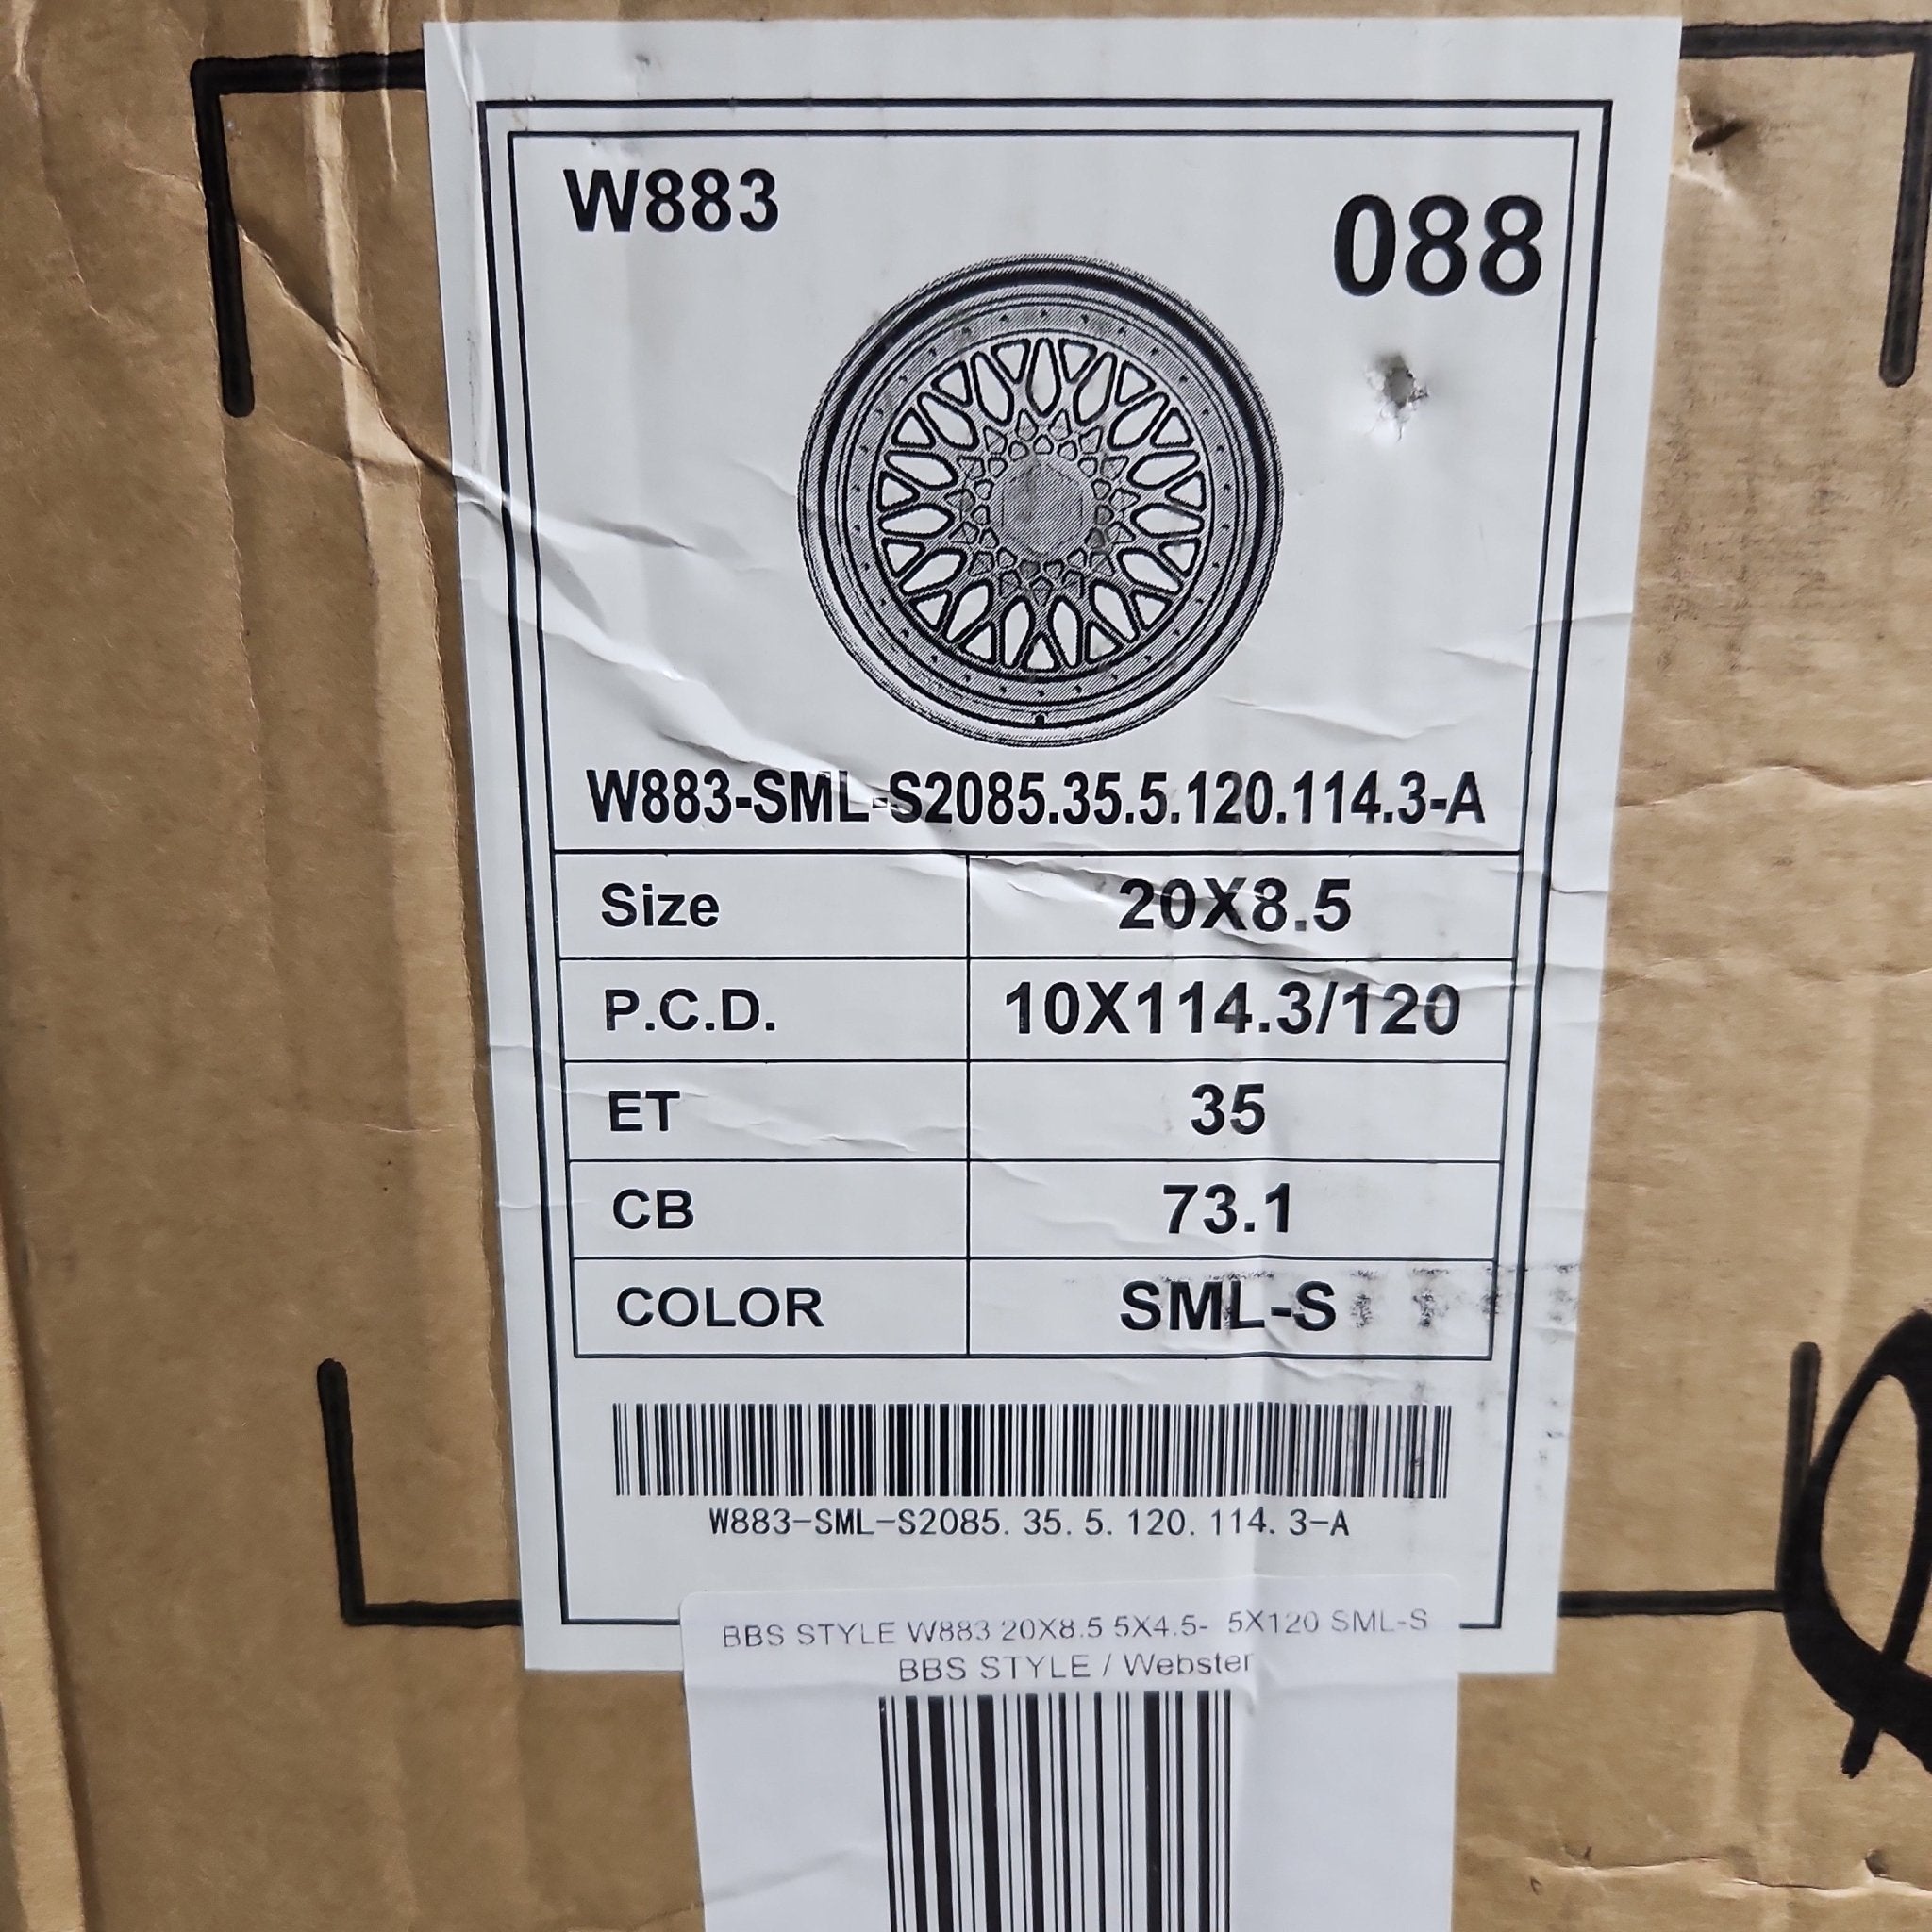 W883
088
W883-SML-S2085.35.5.120.114.3-A
Size 20X8.5
P.C.D. 10X114.3/120
ET 35
CB 73.1
COLOR SML-S
W883-SML-S2085.35.5.120.114.3-A
BBS STYLE W883 20X8.5 5X4.5- 5X120 SML-S
BBS STYLE / Webster